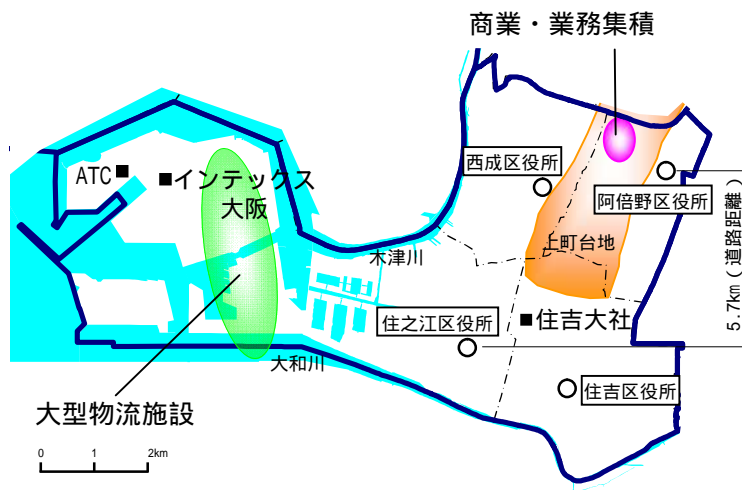 商業・業務集積
西成区役所
ATC
インテックス
大阪
阿倍野区役所
上町台地
木津川
5.7km(道路距離)
住之江区役所
住吉大社
大和川
住吉区役所
大型物流施設
0 1 2km